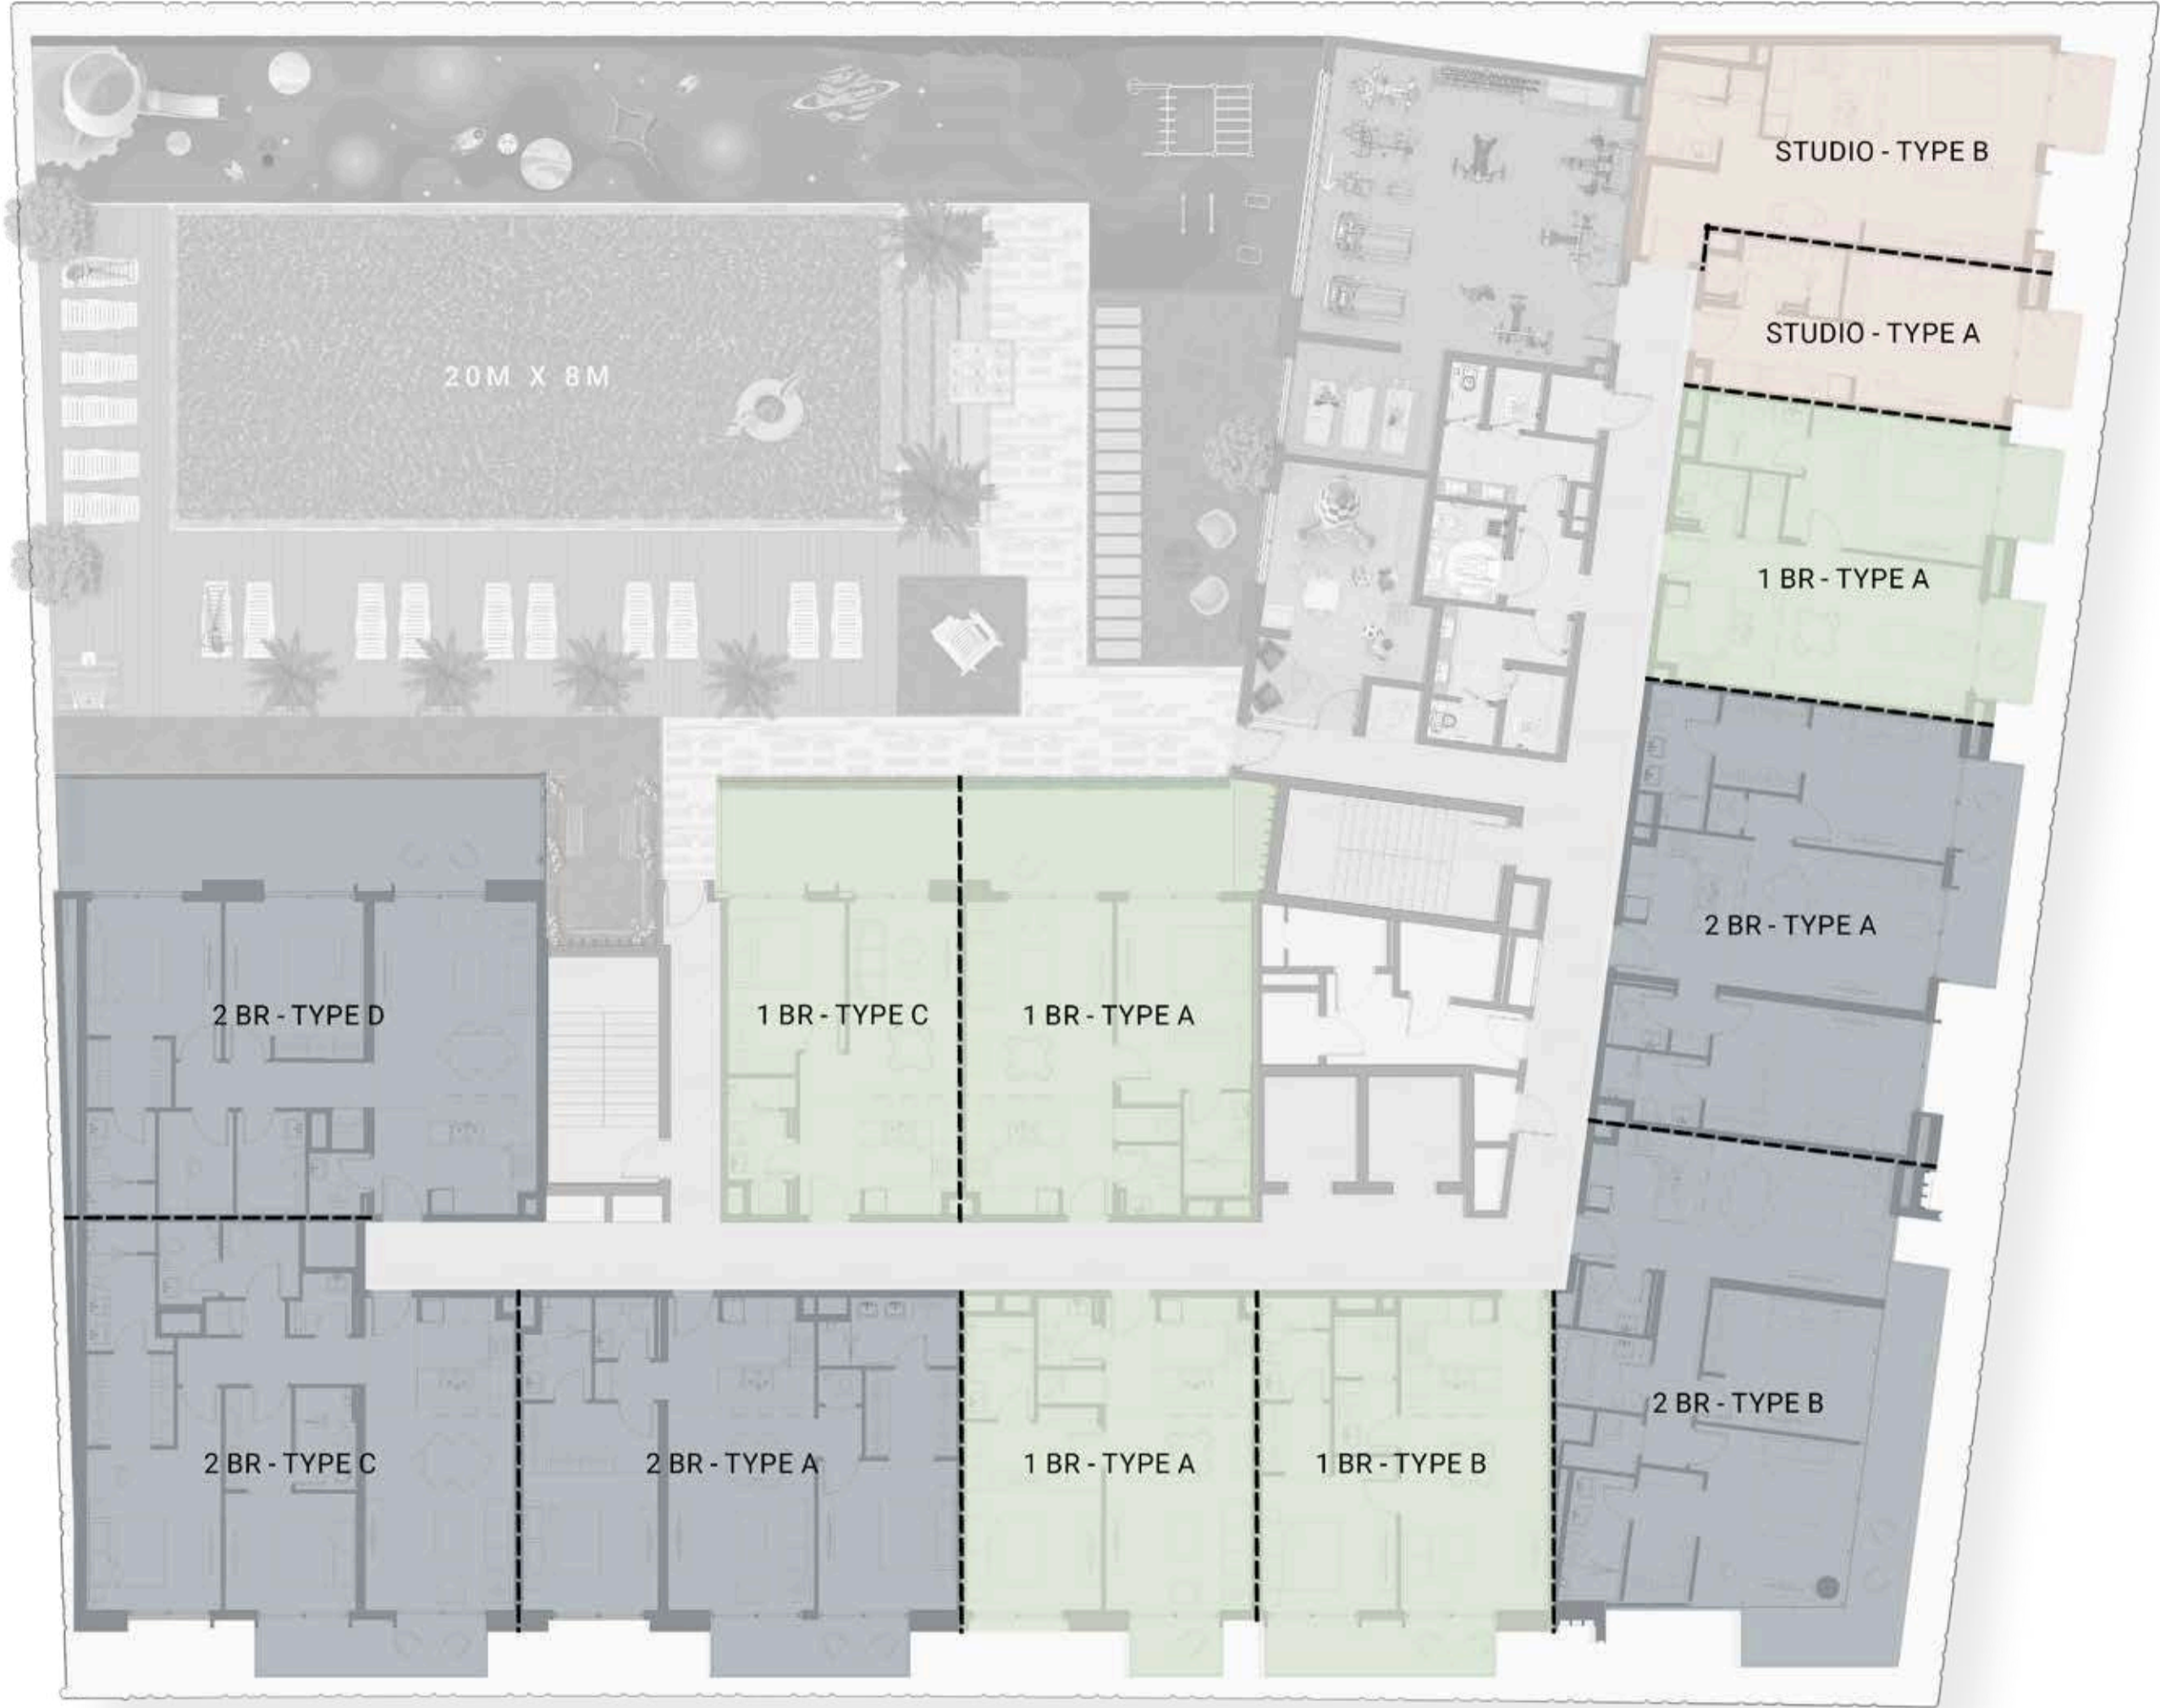 STUDIO - TYPE B
STUDIO - TYPE A
20M X 8M
1 BR - TYPE A
2 BR - TYPE A
2 BR - TYPE D
1 BR - TYPE C
1 BR - TYPE A
2 BR - TYPE B
2 BR - TYPE C
2 BR - TYPE A
1 BR - TYPE A
1 BR - TYPE B